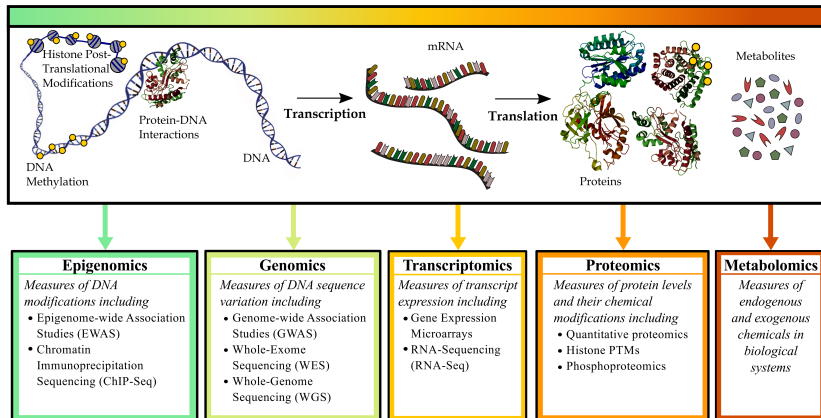 Histone Post-
Translational
Modifications
Protein-DNA
Interactions
DNA
Methylation
DNA
Transcription
mRNA
Translation
Proteins
Metabolites
Epigenomics
Measures of DNA
modifications including
• Epigenome-wide Association
Studies (EWAS)
• Chromatin
Immunoprecipitation
Sequencing (ChIP-Seq)
Genomics
Measures of DNA sequence
variation including
• Genome-wide Association
Studies (GWAS)
• Whole-Exome
Sequencing (WES)
• Whole-Genome
Sequencing (WGS)
Transcriptomics
Measures of transcript
expression including
• Gene Expression
Microarrays
• RNA-Sequencing
(RNA-Seq)
Proteomics
Measures of protein levels
and their chemical
modifications including
• Quantitative proteomics
• Histone PTMs
• Phosphoproteomics
Metabolomics
Measures of
endogenous
and exogenous
chemicals in
biological
systems